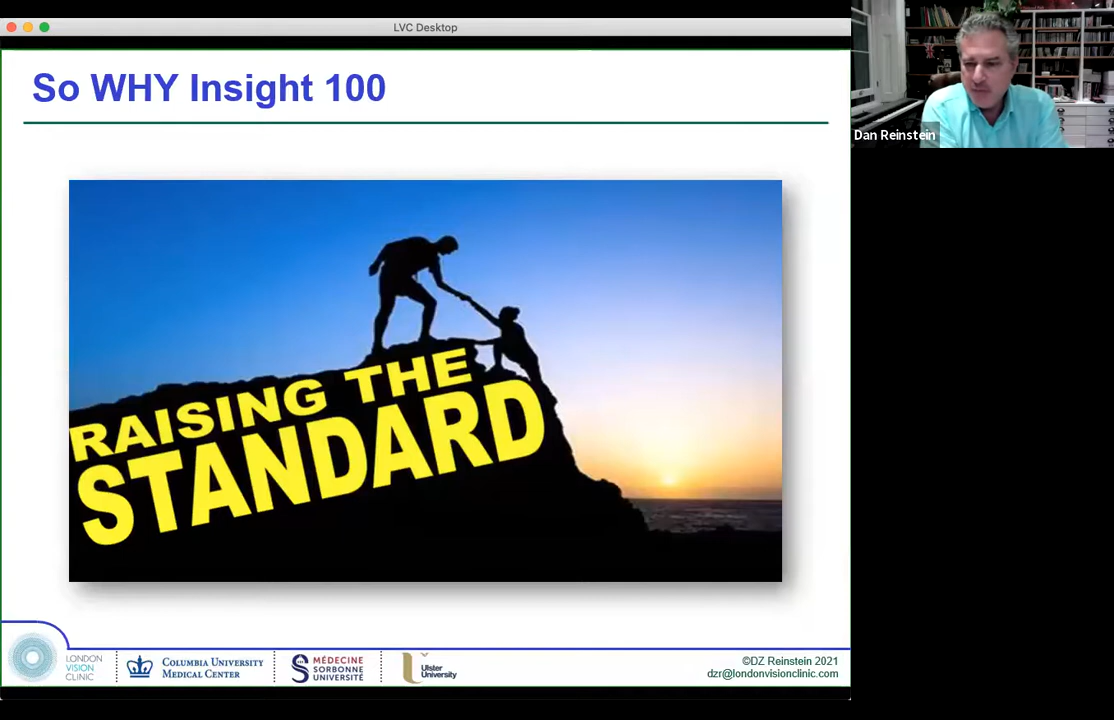 LVC Desktop
So WHY Insight 100
Dan Reinstein
RAISING THE
STANDARD
LONDON
VISION
CLINIC
COLUMBIA UNIVERSITY
MEDICAL CENTER
MÉDECINE
SORBONNE
UNIVERSITÉ
Ulster
University
©DZ Reinstein 2021
dzr@londonvisionclinic.com